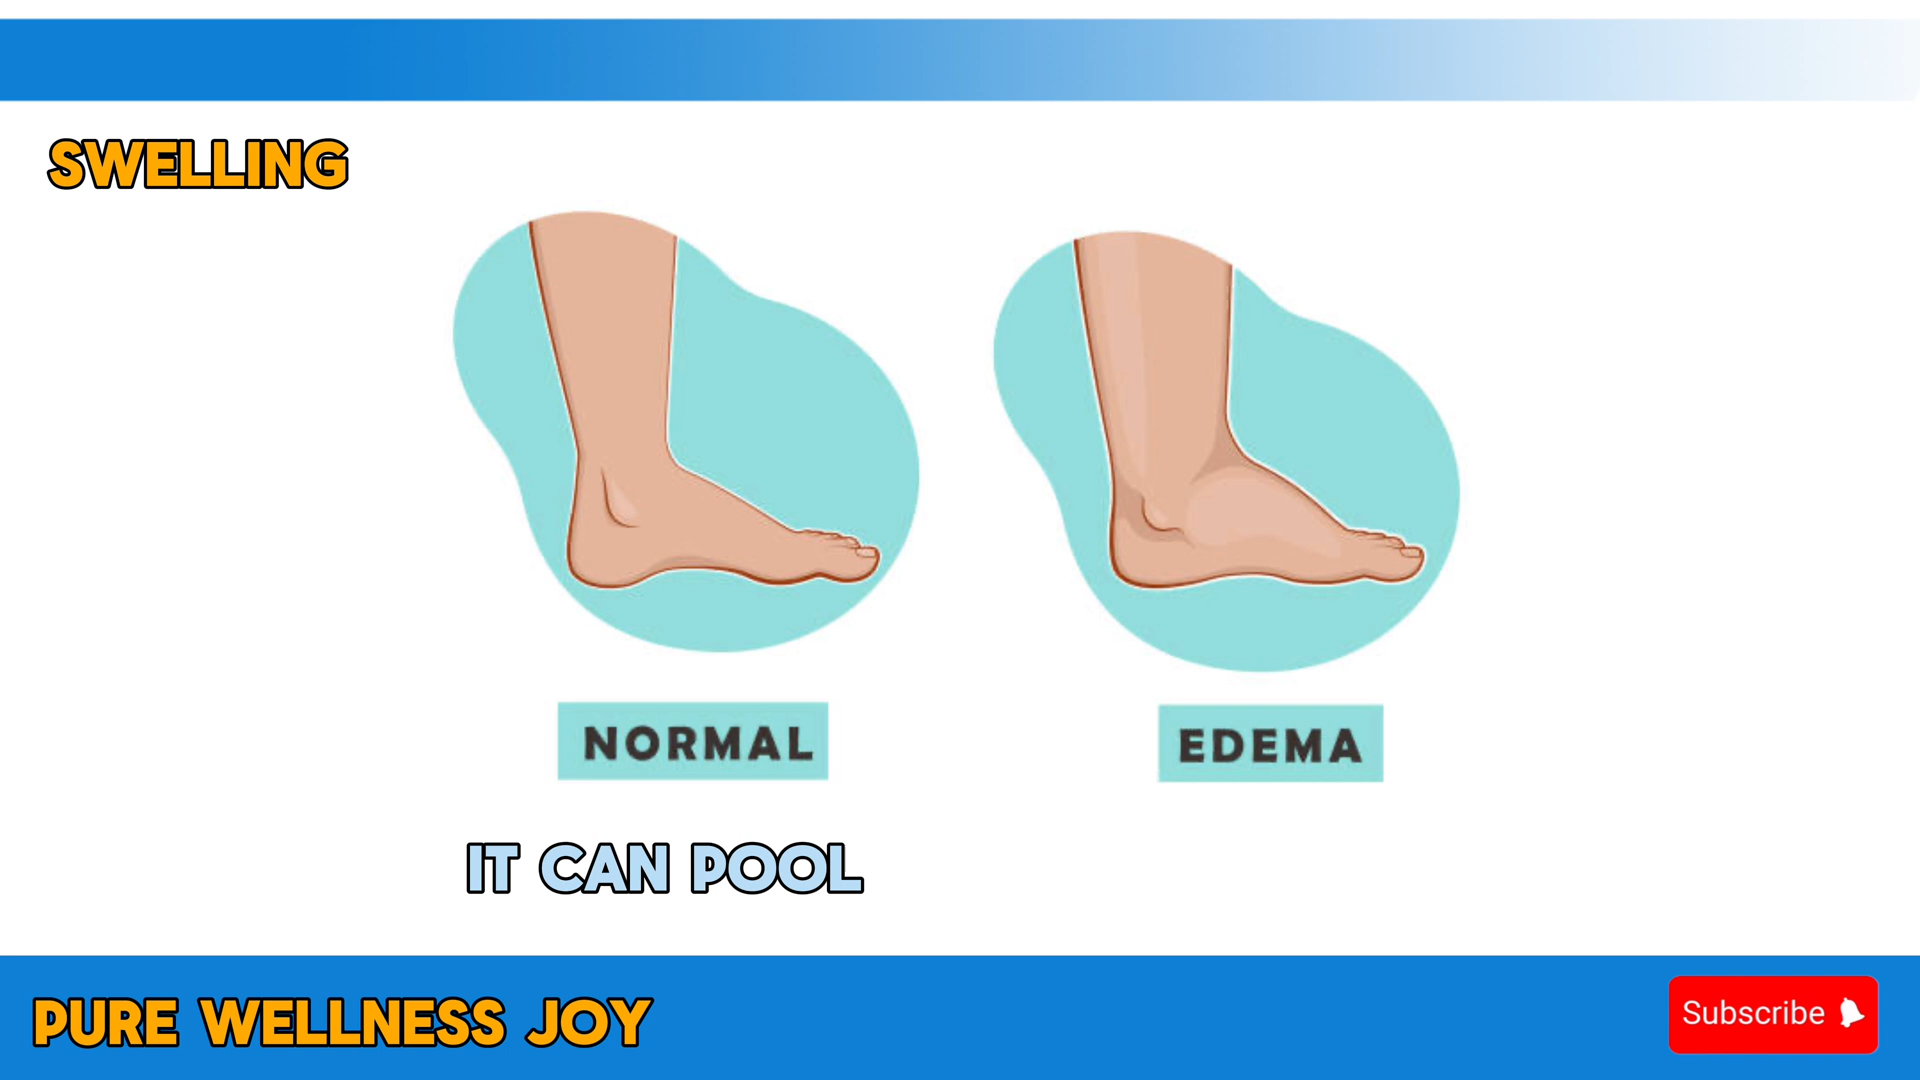 SWELLING
NORMAL
EDEMA
IT CAN POOL
PURE WELLNESS JOY
Subscribe